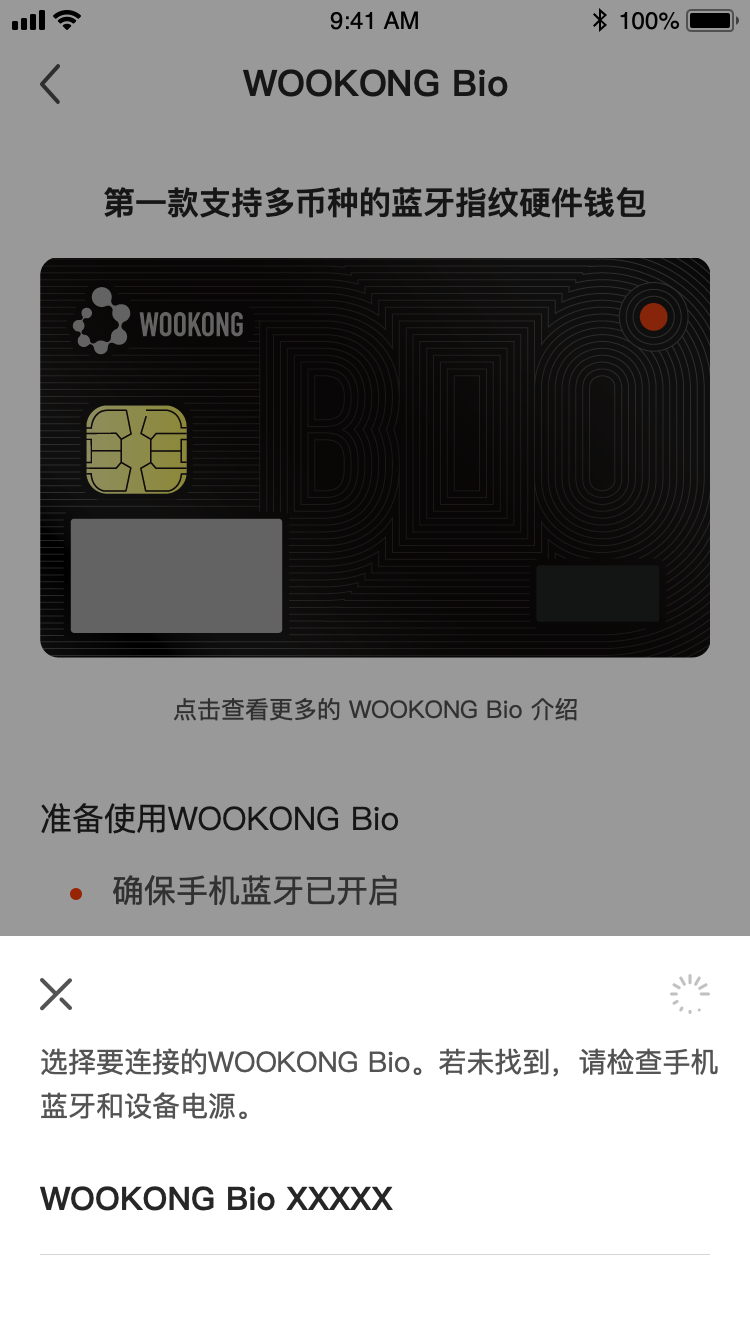 9:41 AM
100%
WOOKONG Bio
第一款支持多币种的蓝牙指纹硬件钱包
WOOKONG
BIO
点击查看更多的 WOOKONG Bio 介绍
准备使用WOOKONG Bio
确保手机蓝牙已开启
选择要连接的WOOKONG Bio。若未找到，请检查手机
蓝牙和设备电源。
WOOKONG Bio XXXXX